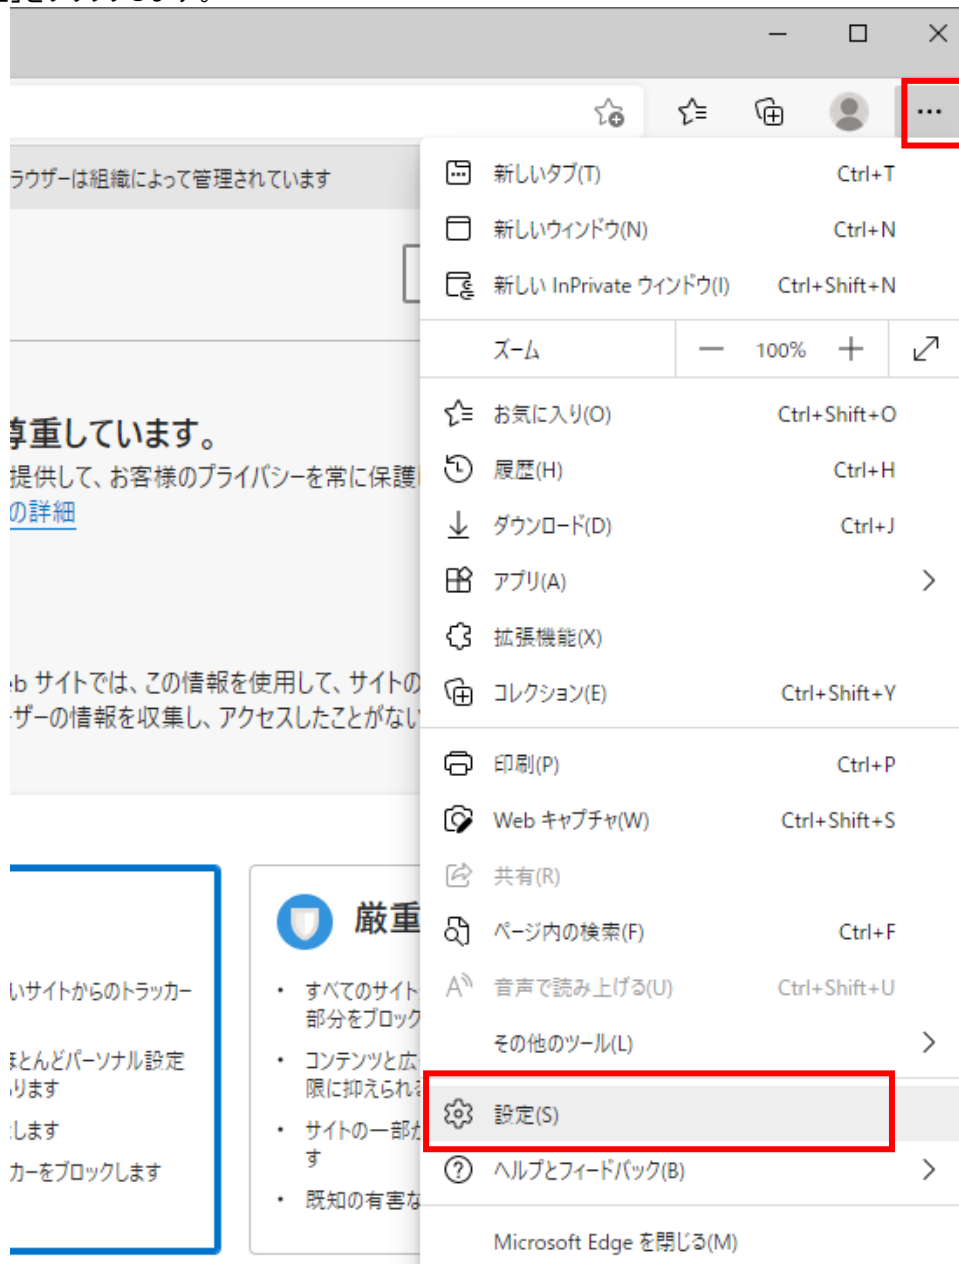 をクリックします。
ラウザーは組織によって管理されています
尊重しています。
提供して、お客様のプライバシーを常に保護
の詳細
eb サイトでは、この情報を使用して、サイトの
ーザーの情報を収集し、アクセスしたことがない
いサイトからのトラッカー
ほとんどパーソナル設定
ります
します
カーをブロックします
厳重
• すべてのサイト
部分をブロック
• コンテンツと広
限に抑えられ
• サイトの一部
す
• 既知の有害な
新しいタブ(T) Ctrl+T
新しいウィンドウ(N) Ctrl+N
新しい InPrivate ウィンドウ(I) Ctrl+Shift+N
ズーム — 100% +
お気に入り(O) Ctrl+Shift+O
履歴(H) Ctrl+H
ダウンロード(D) Ctrl+J
アプリ(A)
拡張機能(X)
コレクション(E) Ctrl+Shift+Y
印刷(P) Ctrl+P
Web キャプチャ(W) Ctrl+Shift+S
共有(R)
ページ内の検索(F) Ctrl+F
音声で読み上げる(U) Ctrl+Shift+U
その他のツール(L)
設定(S)
ヘルプとフィードバック(B)
Microsoft Edge を閉じる(M)